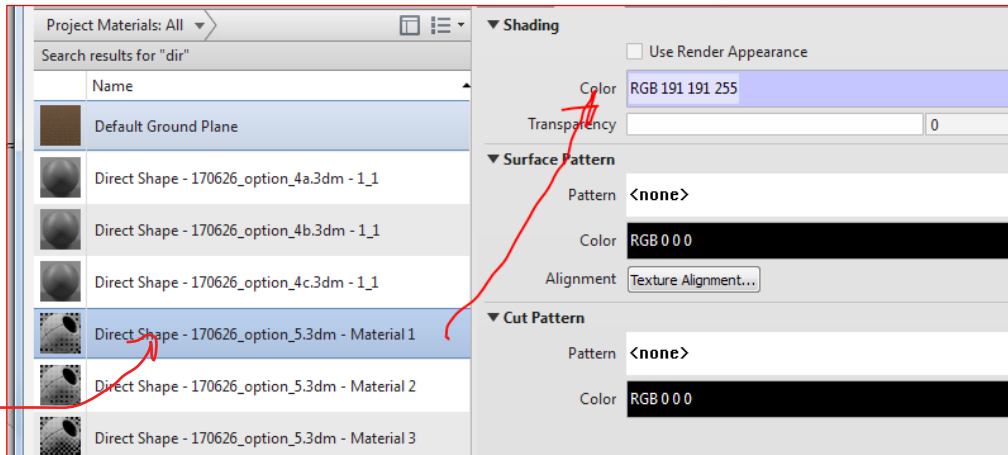 Project Materials: All
Search results for "dir"
Name
Default Ground Plane
Direct Shape - 170626_option_4a.3dm - 1_1
Direct Shape - 170626_option_4b.3dm - 1_1
Direct Shape - 170626_option_4c.3dm - 1_1
Direct Shape - 170626_option_5.3dm - Material 1
Direct Shape - 170626_option_5.3dm - Material 2
Direct Shape - 170626_option_5.3dm - Material 3
Shading
Use Render Appearance
Color RGB 191 191 255
Transparency 0
Surface Pattern
Pattern <none>
Color RGB 0 0 0
Alignment Texture Alignment...
Cut Pattern
Pattern <none>
Color RGB 0 0 0